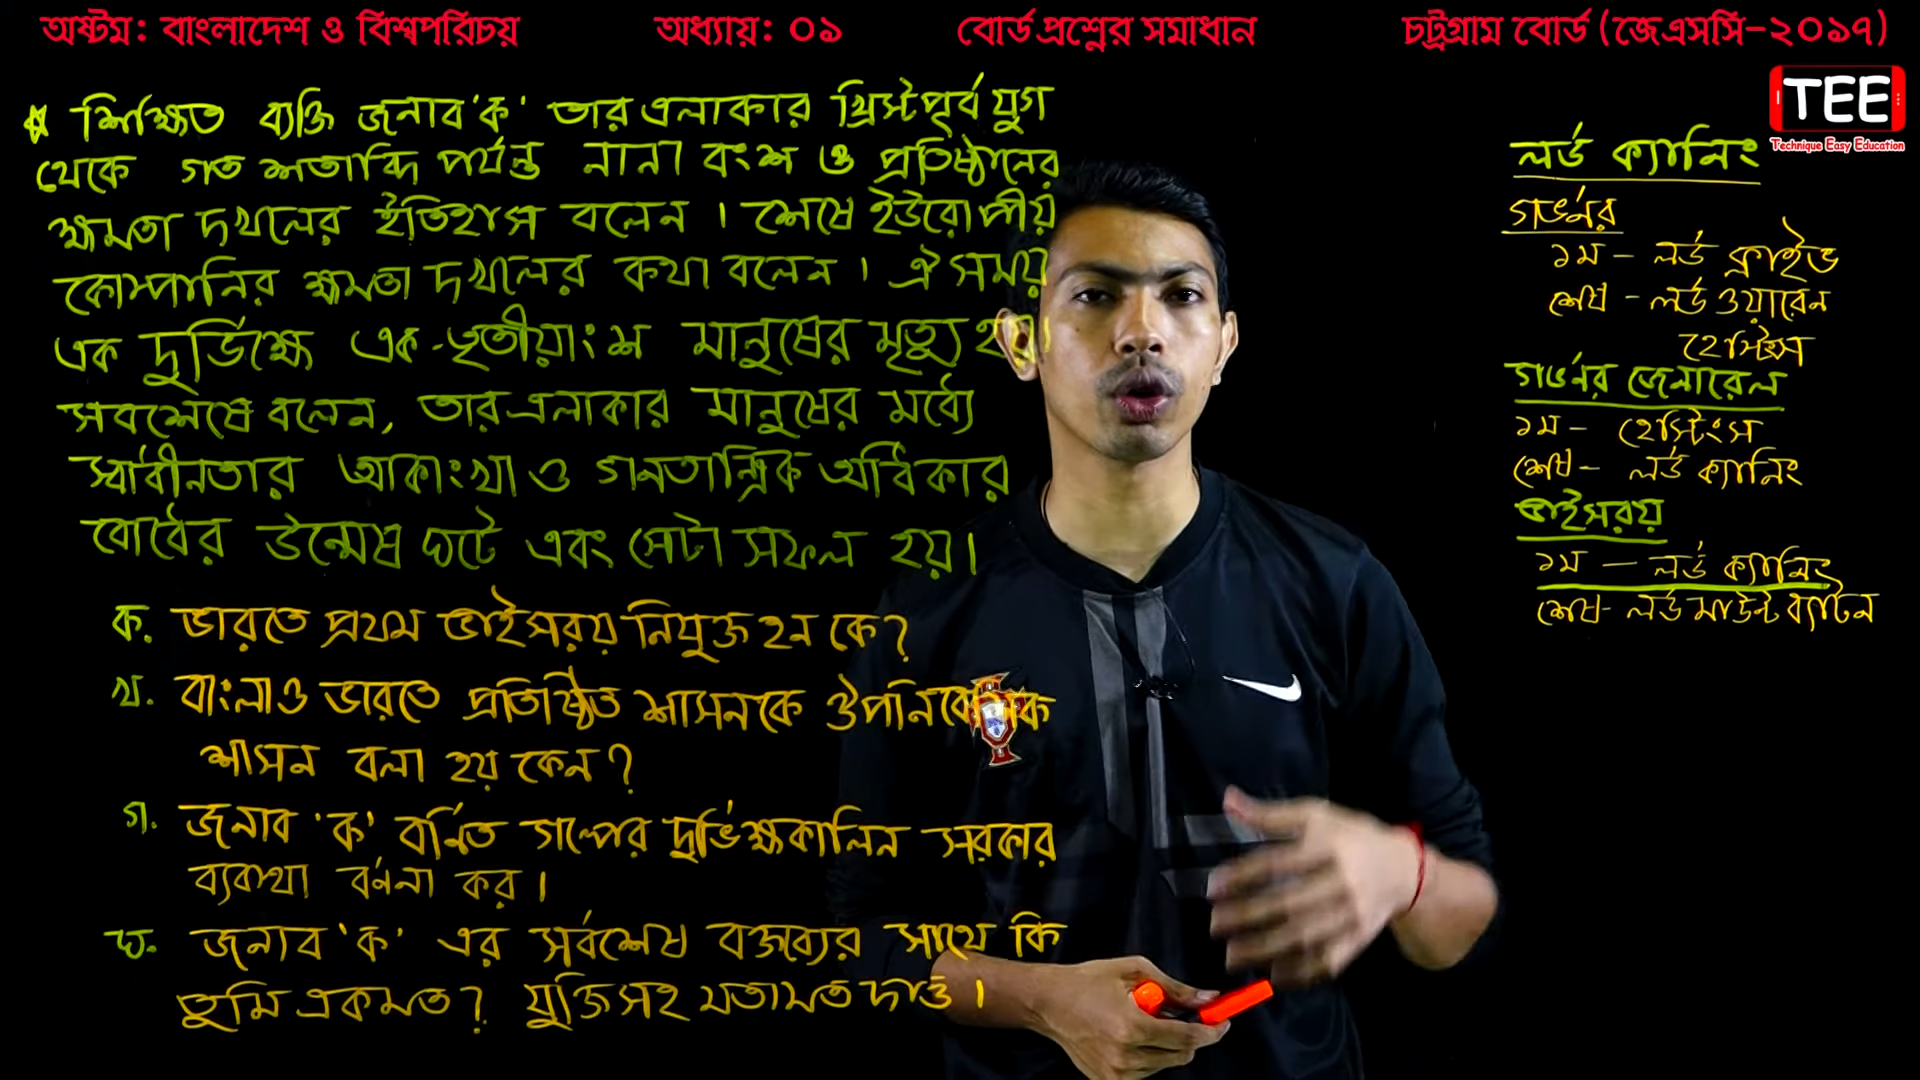 অষ্টম: বাংলাদেশ ও বিশ্বপরিচয় অধ্যায়: ০১ বোর্ড প্রশ্নের সমাধান চট্রগ্রাম বোর্ড (জেএসসি-২০১৭)
TEE
Technique Easy Education
শিক্ষিত ব্যক্তি জনাব 'ক' তার এলাকার খ্রিস্টপূর্ব যুগ
থেকে গত শতাব্দি পর্যন্ত নানা বংশ ও প্রতিষ্ঠানের
ক্ষমতা দখলের ইতিহাস বলেন। শেষে ইউরোপীয়
কোম্পানির ক্ষমতা দখলের কথা বলেন। ঐ সময়
এক দুর্ভিক্ষে এক-তৃতীয়াংশ মানুষের মৃত্যু হয়।
সবশেষে বলেন, তার এলাকার মানুষের মধ্যে
স্বাধীনতার আকাংখা ও গনতান্ত্রিক অধিকার
বোধের উন্মেষ ঘটে এবং সেটা সফল হয়।
ক. ভারতে প্রথম ভাইসরয় নিযুক্ত হন কে?
খ. বাংলা ও ভারতে প্রতিষ্ঠিত শাসনকে ঔপনিবেশিক
শাসন বলা হয় কেন?
গ. জনাব 'ক' বর্নিত গল্পের দুর্ভিক্ষকালিন সরকার
ব্যবস্থা বর্ননা কর।
ঘ. জনাব 'ক' এর সর্বশেষ বক্তব্যের সাথে কি
তুমি একমত? যুক্তিসহ মতামত দাও।
লর্ড ক্যানিং
গভর্নর
১ম - লর্ড ক্লাইভ
শেষ - লর্ড ওয়ারেন
হেস্টিংস
গভর্নর জেনারেল
১ম - হেস্টিংস
শেষ - লর্ড ক্যানিং
ভাইসরয়
১ম - লর্ড ক্যানিং
শেষ- লর্ড মাউন্ট ব্যাটন